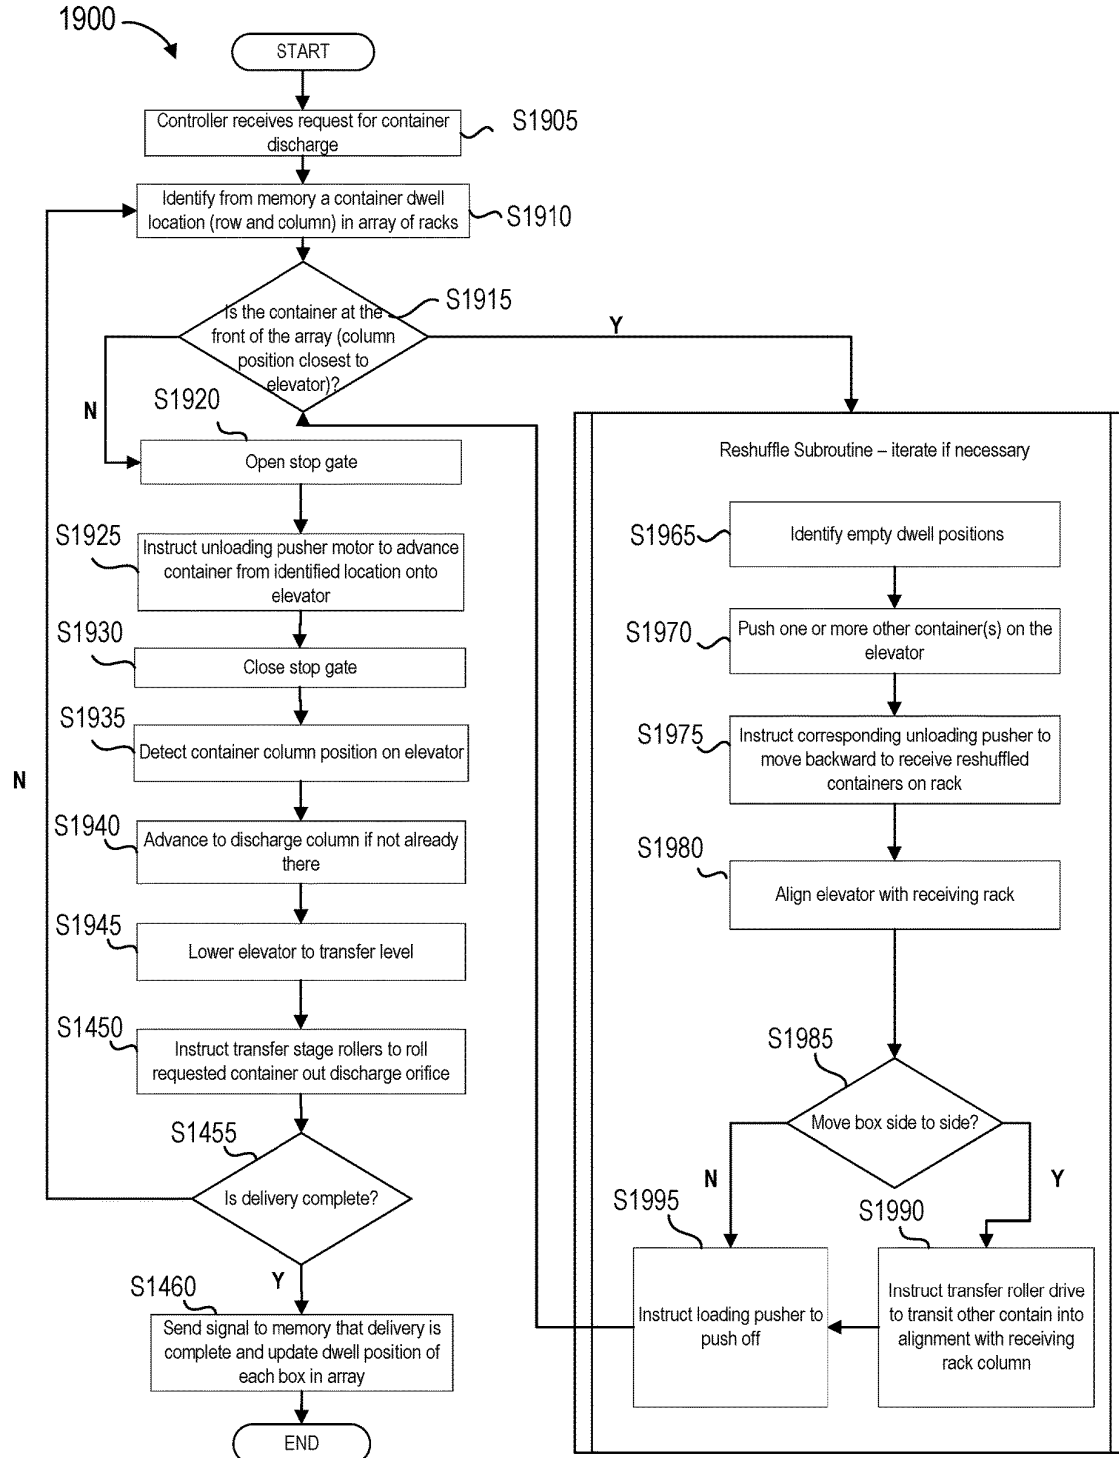 1900
START
Controller receives request for container
discharge
S1905
Identify from memory a container dwell
location (row and column) in array of racks
S1910
Is the container at the
front of the array (column
position closest to
elevator)?
S1915
Y
N
S1920
Open stop gate
S1925
Instruct unloading pusher motor to advance
container from identified location onto
elevator
S1930
Close stop gate
S1935
Detect container column position on elevator
N
S1940
Advance to discharge column if not already
there
S1945
Lower elevator to transfer level
S1450
Instruct transfer stage rollers to roll
requested container out discharge orifice
S1455
Is delivery complete?
Y
S1460
Send signal to memory that delivery is
complete and update dwell position of
each box in array
END
Reshuffle Subroutine – iterate if necessary
S1965
Identify empty dwell positions
S1970
Push one or more other container(s) on the
elevator
S1975
Instruct corresponding unloading pusher to
move backward to receive reshuffled
containers on rack
S1980
Align elevator with receiving rack
S1985
Move box side to side?
N
Y
S1995
Instruct loading pusher to
push off
S1990
Instruct transfer roller drive
to transit other contain into
alignment with receiving
rack column